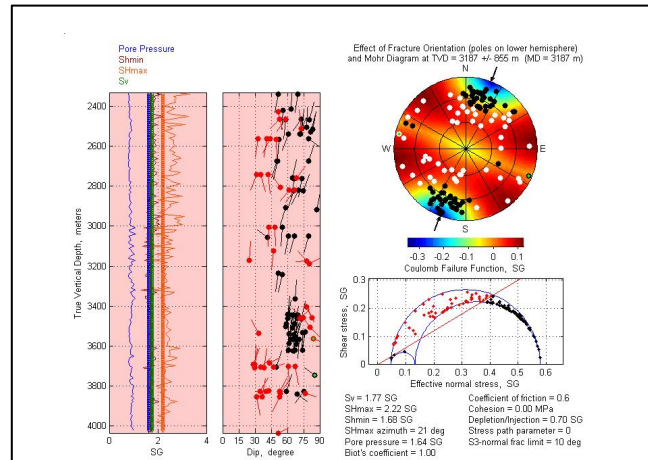 Pore Pressure
Shmin
SHmax
Sv
2400
2600
2800
3000
3200
3400
3600
3800
4000
True Vertical Depth, meters
0 2 4
SG
0 15 30 45 60 75 90
Dip, degree
Effect of Fracture Orientation (poles on lower hemisphere)
and Mohr Diagram at TVD = 3187 +/- 855 m (MD = 3187 m)
N
W E
S
-0.3 -0.2 -0.1 0 0.1
Coulomb Failure Function, SG
0.3
0.2
0.1
0
Shear stress, SG
0 0.2 0.4 0.6
Effective normal stress, SG
Sv = 1.77 SG
SHmax = 2.22 SG
Shmin = 1.68 SG
SHmax azimuth = 21 deg
Pore pressure = 1.64 SG
Biot's coefficient = 1.00
Coefficient of friction = 0.6
Cohesion = 0.00 MPa
Depletion/Injection = 0.70 SG
Stress path parameter = 0
S3-normal frac limit = 10 deg